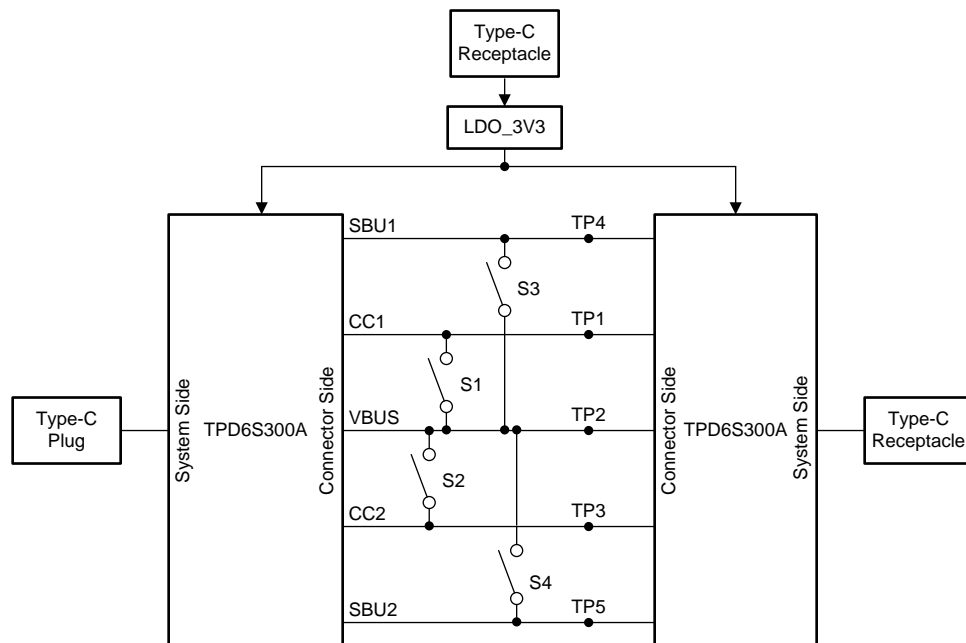 Type-C
Receptacle
LDO_3V3
SBU1
TP4
S3
CC1
TP1
S1
System Side
TPD6S300A
Connector Side
VBUS
TP2
Connector Side
TPD6S300A
System Side
Type-C
Plug
Type-C
Receptacle
S2
CC2
TP3
S4
SBU2
TP5